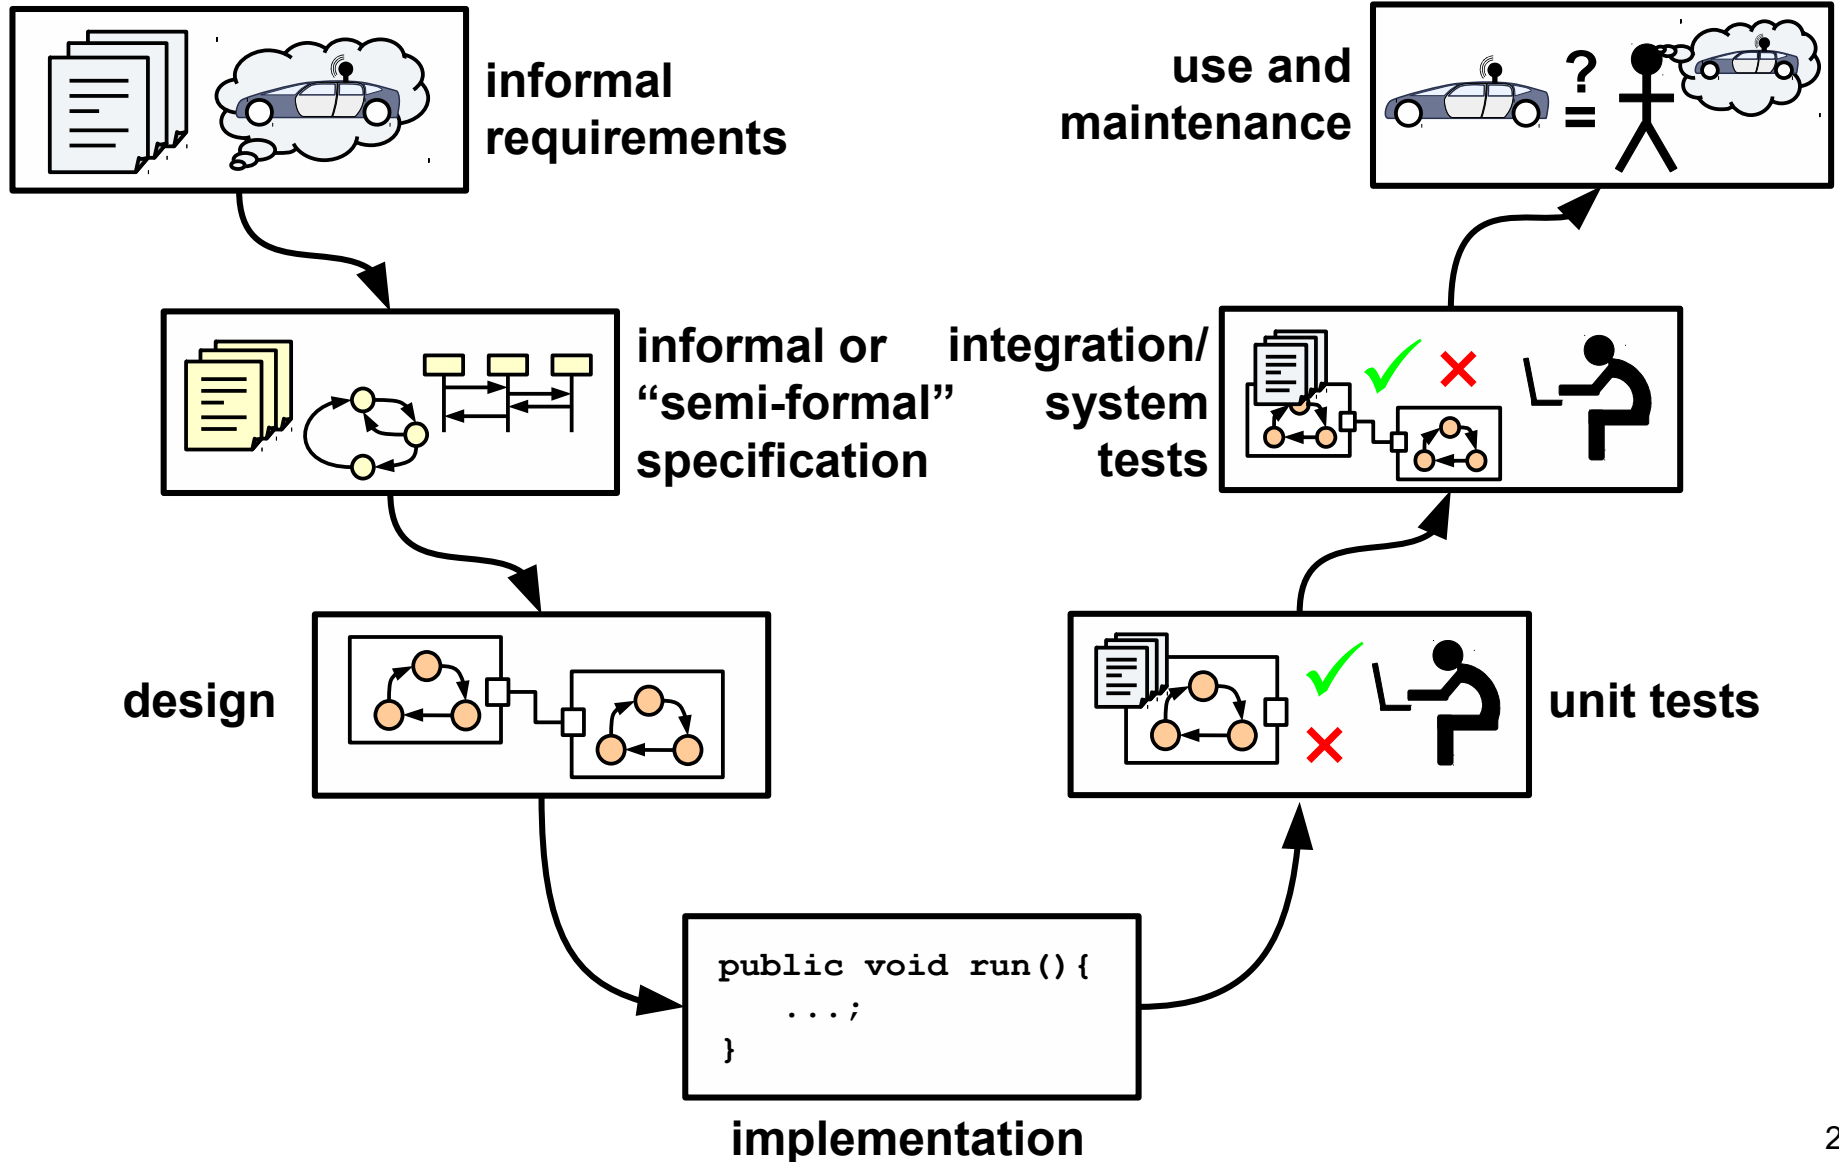 informal
requirements
use and
maintenance
?
=
informal or
“semi-formal”
specification
integration/
system
tests
design
unit tests
public void run(){
...;
}
implementation
2